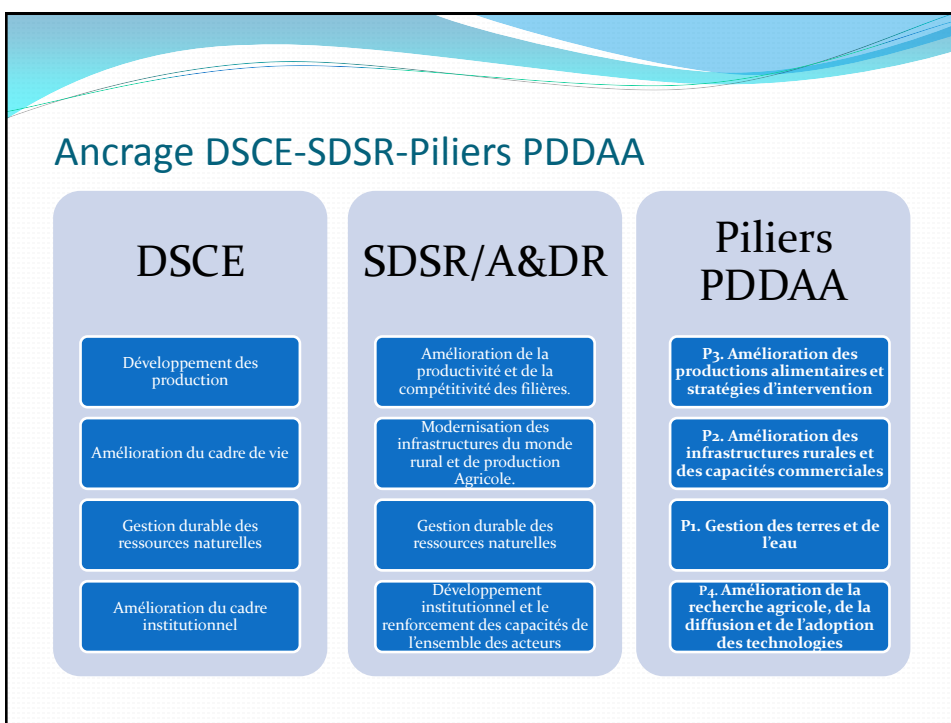 Ancrage DSCE-SDSR-Piliers PDDAA
DSCE
Développement des
production
Amélioration du cadre de vie
Gestion durable des
ressources naturelles
Amélioration du cadre
institutionnel
SDSR/A&DR
Amélioration de la
productivité et de la
compétitivité des filières.
Modernisation des
infrastructures du monde
rural et de production
Agricole.
Gestion durable des
ressources naturelles
Développement
institutionnel et le
renforcement des capacités de
l’ensemble des acteurs
Piliers
PDDAA
P3. Amélioration des
productions alimentaires et
stratégies d’intervention
P2. Amélioration des
infrastructures rurales et
des capacités commerciales
P1. Gestion des terres et de
l’eau
P4. Amélioration de la
recherche agricole, de la
diffusion et de l’adoption
des technologies